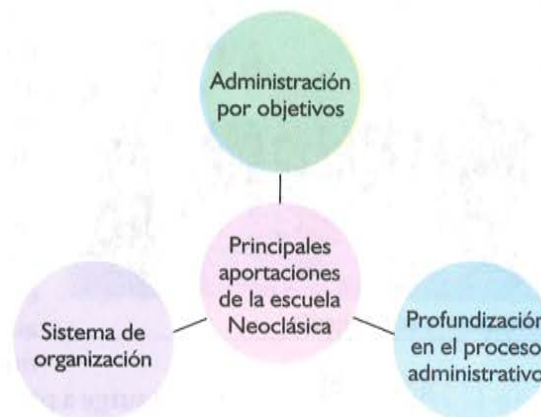 Administración
por objetivos
Principales
aportaciones
de la escuela
Neoclásica
Sistema de
organización
Profundización
en el proceso
administrativo